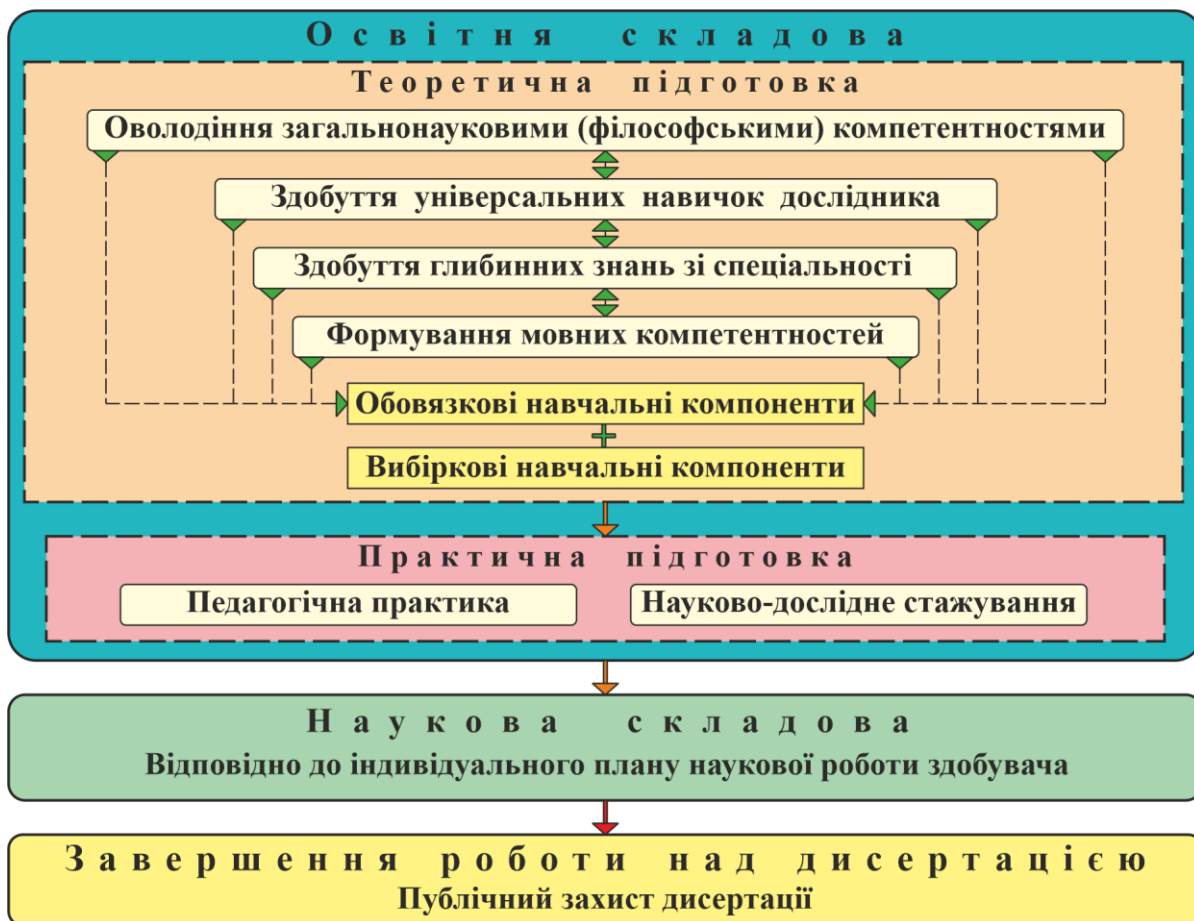 Освітня складова
Теоретична підготовка
Оволодіння загальнонауковими (філософськими) компетентностями
Здобуття універсальних навичок дослідника
Здобуття глибинних знань зі спеціальності
Формування мовних компетентностей
Обовязкові навчальні компоненти
Вибіркові навчальні компоненти
Практична підготовка
Педагогічна практика
Науково-дослідне стажування
Наукова складова
Відповідно до індивідуального плану наукової роботи здобувача
Завершення роботи над дисертацією
Публічний захист дисертації